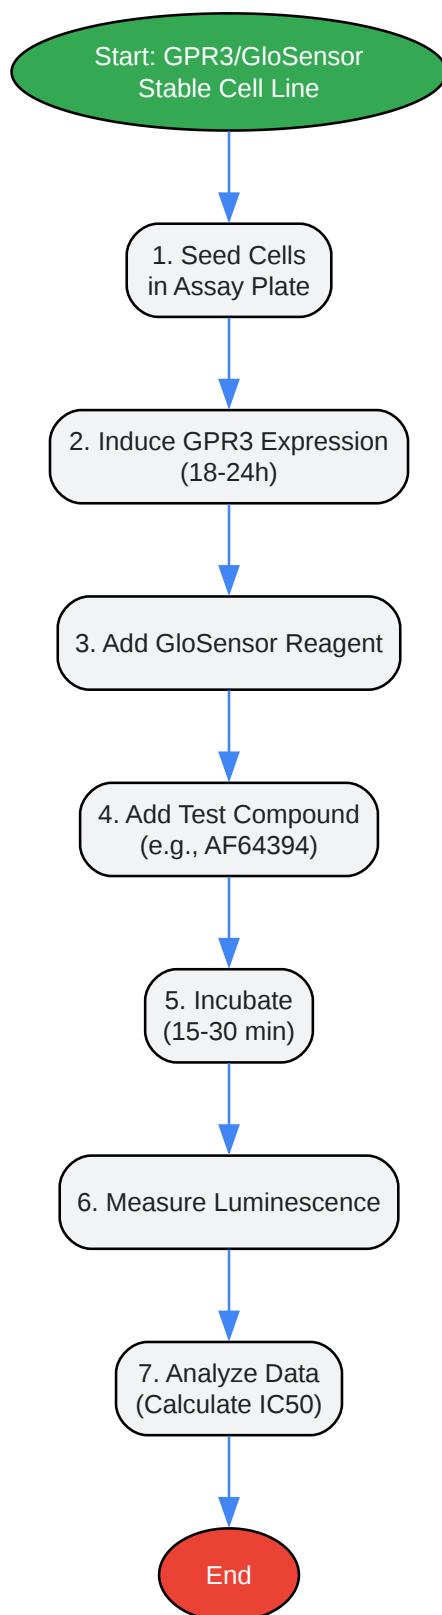 Start: GPR3/GloSensor
Stable Cell Line
1. Seed Cells
in Assay Plate
2. Induce GPR3 Expression
(18-24h)
3. Add GloSensor Reagent
4. Add Test Compound
(e.g., AF64394)
5. Incubate
(15-30 min)
6. Measure Luminescence
7. Analyze Data
(Calculate IC50)
End